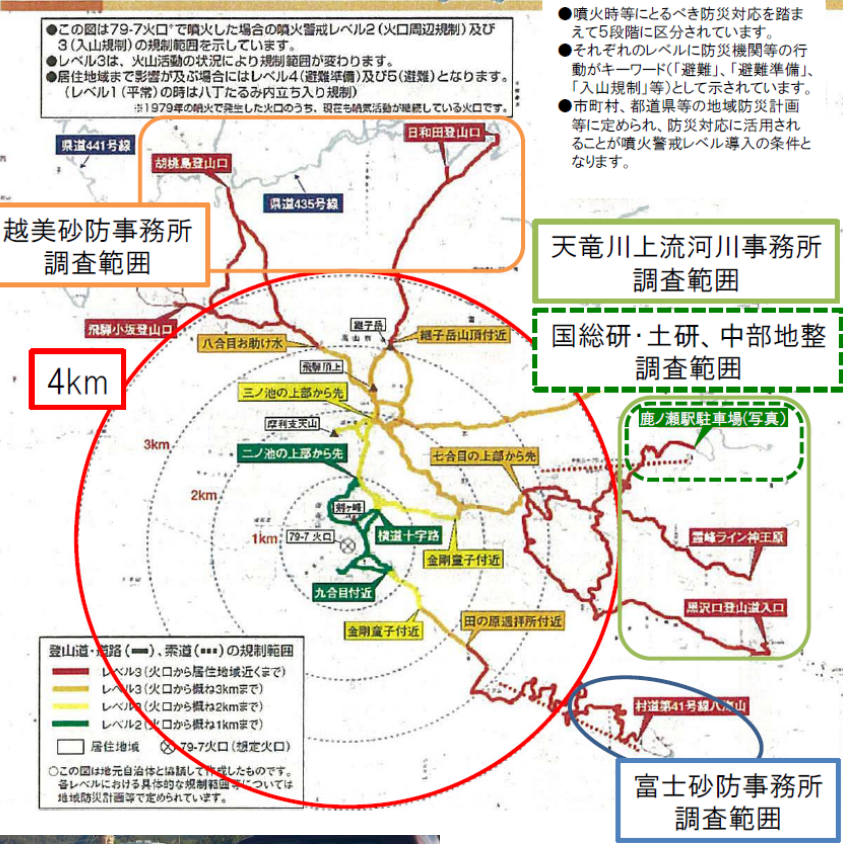 ●この図は79-7火口※で噴火した場合の噴火警戒レベル2(火口周辺規制)及び
3(入山規制)の規制範囲を示しています。
●レベル3は、火山活動の状況により規制範囲が変わります。
●居住地域まで影響が及ぶ場合にはレベル4(避難準備)及び5(避難)となります。
(レベル1(平常)の時は八丁たるみ内立ち入り規制)
※1979年の噴火で発生した火口のうち、現在も噴気活動が継続している火口です。
●噴火時等にとるべき防災対応を踏ま
えて5段階に区分されています。
●それぞれのレベルに防災機関等の行
動がキーワード(「避難」、「避難準備」、
「入山規制」等)として示されています。
●市町村、都道県等の地域防災計画
等に定められ、防災対応に活用され
ることが噴火警戒レベル導入の条件と
なります。
県道441号線
胡桃島登山口
日和田登山口
県道435号線
越美砂防事務所
調査範囲
天竜川上流河川事務所
調査範囲
国総研・土研、中部地整
調査範囲
飛騨小坂登山口
継子岳
八合目お助け水
継子岳山頂付近
4km
飛騨頂上
三ノ池の上部から先
摩利支天山
鹿ノ瀬駅駐車場(写真)
3km
二ノ池の上部から先
七合目の上部から先
2km
剣ヶ峰
1km
79-7 火口
横道十字路
金剛童子付近
霊峰ライン神王原
九合目付近
黒沢口登山道入口
金剛童子付近
田の原遥拝所付近
登山道・道路(━)、索道(▪▪▪)の規制範囲
レベル3(火口から居住地域近くまで)
レベル3(火口から概ね3kmまで)
レベル3(火口から概ね2kmまで)
レベル2(火口から概ね1kmまで)
居住地域
79-7火口(想定火口)
○この図は地元自治体と協議して作成したものです。
各レベルにおける具体的な規制範囲等については
地域防災計画等で定められています。
村道第41号線八海山
富士砂防事務所
調査範囲